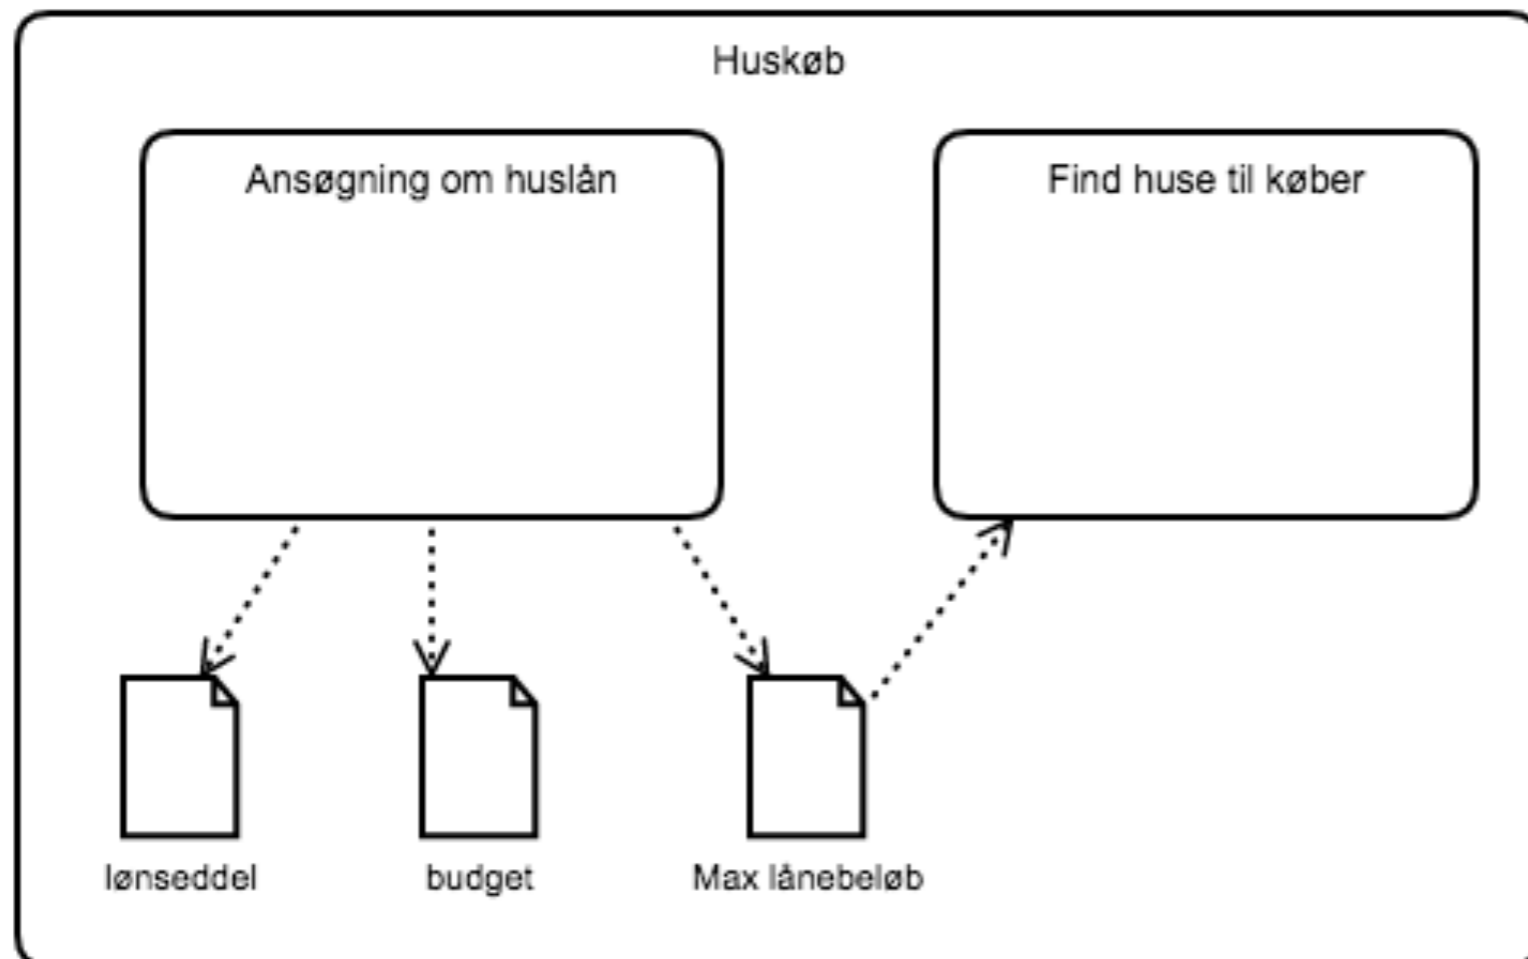 Huskøb
Ansøgning om huslån
Find huse til køber
lønseddel
budget
Max lånebeløb